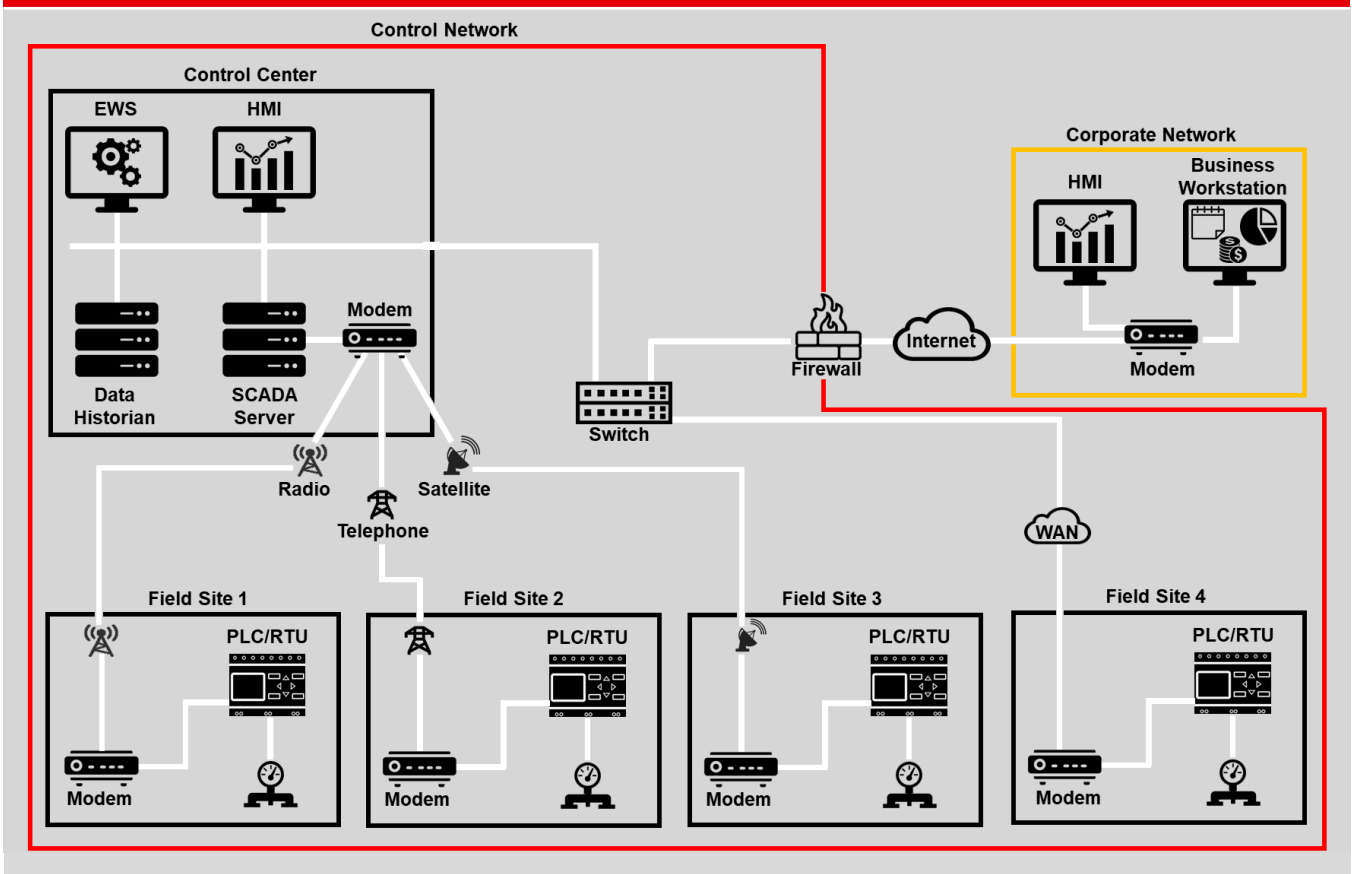 Control Network
Control Center
EWS
HMI
Corporate Network
HMI
Business
Workstation
Modem
Data
Historian
SCADA
Server
Switch
Firewall
Internet
Modem
Radio
Telephone
Satellite
WAN
Field Site 1
PLC/RTU
Modem
Field Site 2
PLC/RTU
Modem
Field Site 3
PLC/RTU
Modem
Field Site 4
PLC/RTU
Modem